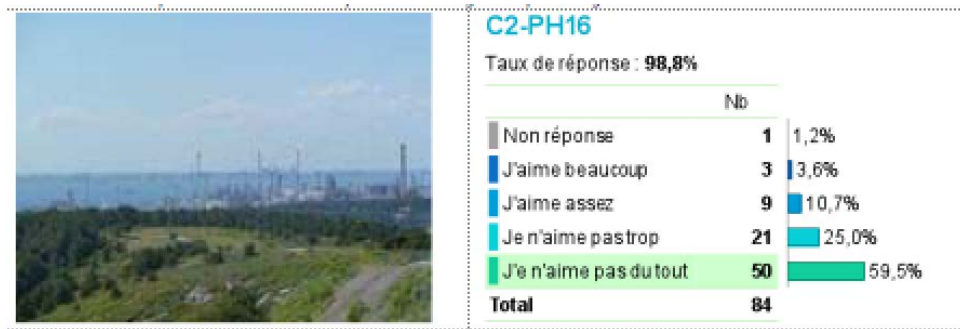 C2-PH16
Taux de réponse : 98,8%
Nb
Non réponse 1 1,2%
J'aime beaucoup 3 3,6%
J'aime assez 9 10,7%
Je n'aime pas trop 21 25,0%
J'e n'aime pas du tout 50 59,5%
Total 84